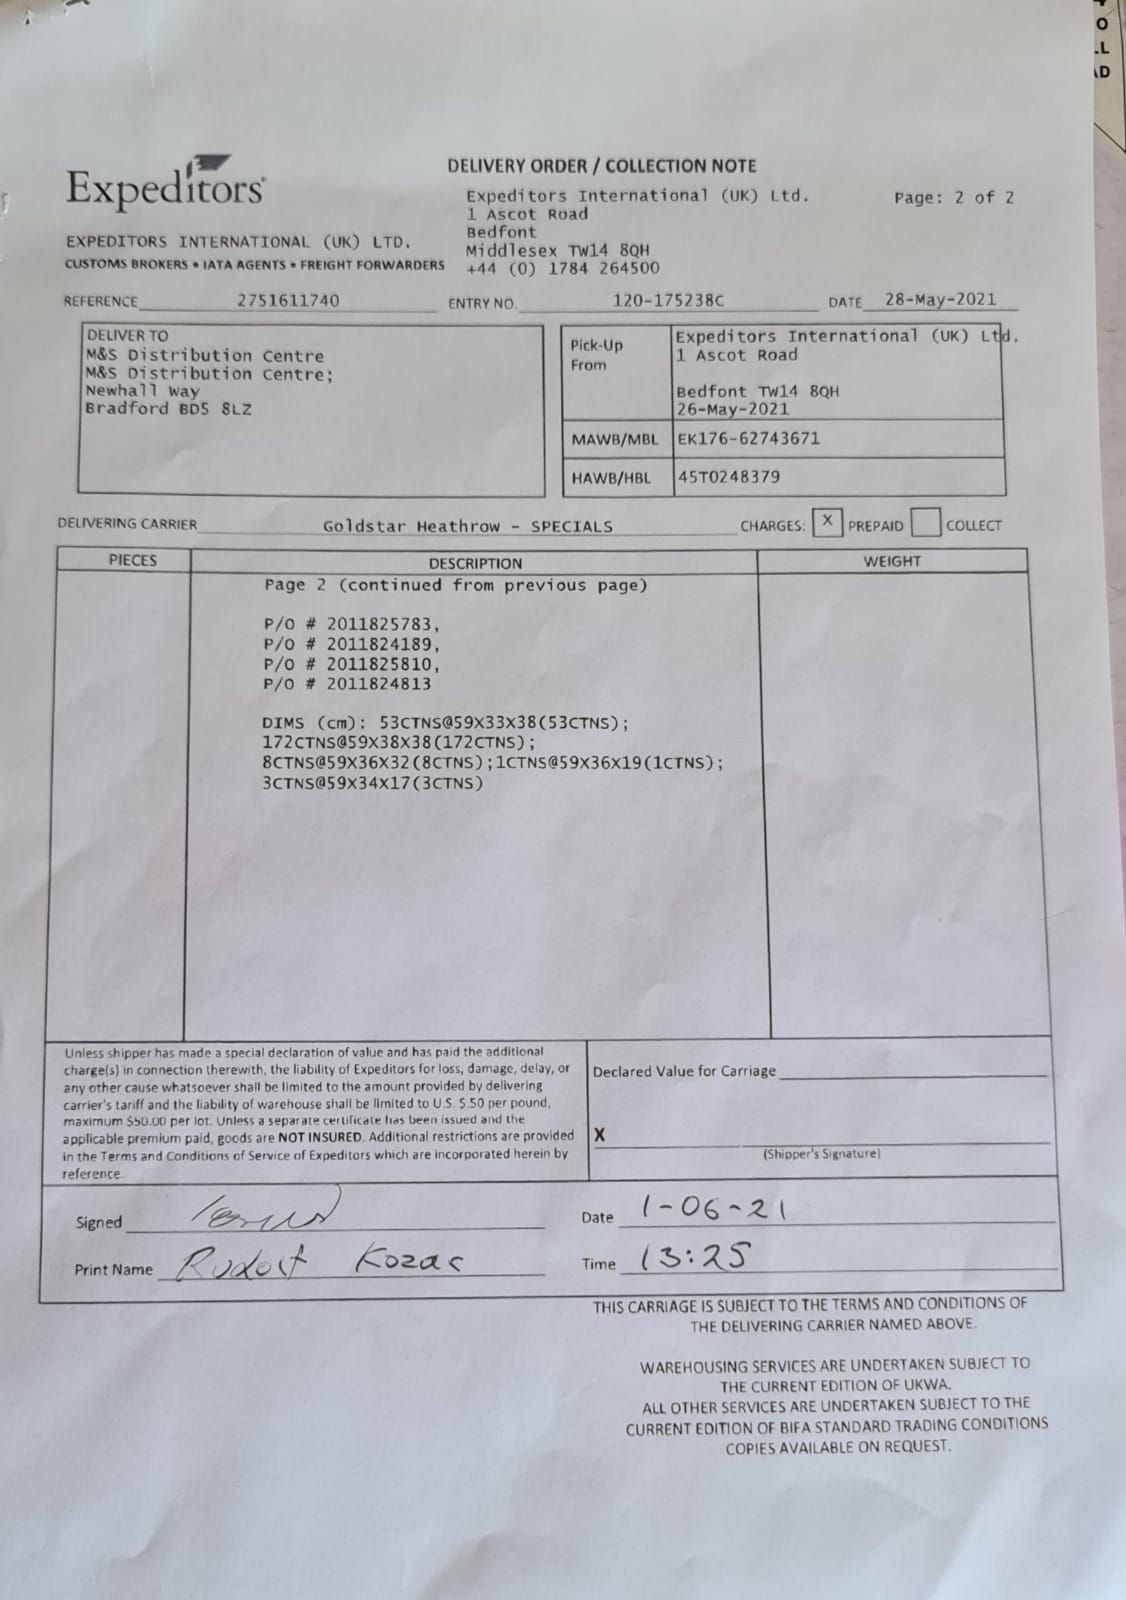 O
LL
AD
Expeditors
DELIVERY ORDER / COLLECTION NOTE
Expeditors International (UK) Ltd.
Page: 2 of 2
1 Ascot Road
Bedfont
Middlesex TW14 8QH
+44 (0) 1784 264500
EXPEDITORS INTERNATIONAL (UK) LTD.
CUSTOMS BROKERS • IATA AGENTS • FREIGHT FORWARDERS
REFERENCE 2751611740 ENTRY NO. 120-175238C DATE 28-May-2021
DELIVER TO
M&S Distribution Centre
M&S Distribution Centre;
Newhall Way
Bradford BD5 8LZ
Pick-Up
From
Expeditors International (UK) Ltd.
1 Ascot Road
Bedfont TW14 8QH
26-May-2021
MAWB/MBL EK176-62743671
HAWB/HBL 45T0248379
DELIVERING CARRIER Goldstar Heathrow - SPECIALS CHARGES: X PREPAID COLLECT
PIECES DESCRIPTION WEIGHT
Page 2 (continued from previous page)
P/O # 2011825783,
P/O # 2011824189,
P/O # 2011825810,
P/O # 2011824813
DIMS (cm): 53CTNS@59X33X38(53CTNS);
172CTNS@59X38X38(172CTNS);
8CTNS@59X36X32(8CTNS);1CTNS@59X36X19(1CTNS);
3CTNS@59X34X17(3CTNS)
Unless shipper has made a special declaration of value and has paid the additional
charge(s) in connection therewith, the liability of Expeditors for loss, damage, delay, or
any other cause whatsoever shall be limited to the amount provided by delivering
carrier's tariff and the liability of warehouse shall be limited to U.S. $.50 per pound,
maximum $50.00 per lot. Unless a separate certificate has been issued and the
applicable premium paid, goods are NOT INSURED. Additional restrictions are provided
in the Terms and Conditions of Service of Expeditors which are incorporated herein by
reference.
Declared Value for Carriage
X
(Shipper's Signature)
Signed
Date 1-06-21
Print Name Kozac
Time 13:25
THIS CARRIAGE IS SUBJECT TO THE TERMS AND CONDITIONS OF
THE DELIVERING CARRIER NAMED ABOVE.
WAREHOUSING SERVICES ARE UNDERTAKEN SUBJECT TO
THE CURRENT EDITION OF UKWA.
ALL OTHER SERVICES ARE UNDERTAKEN SUBJECT TO THE
CURRENT EDITION OF BIFA STANDARD TRADING CONDITIONS
COPIES AVAILABLE ON REQUEST.